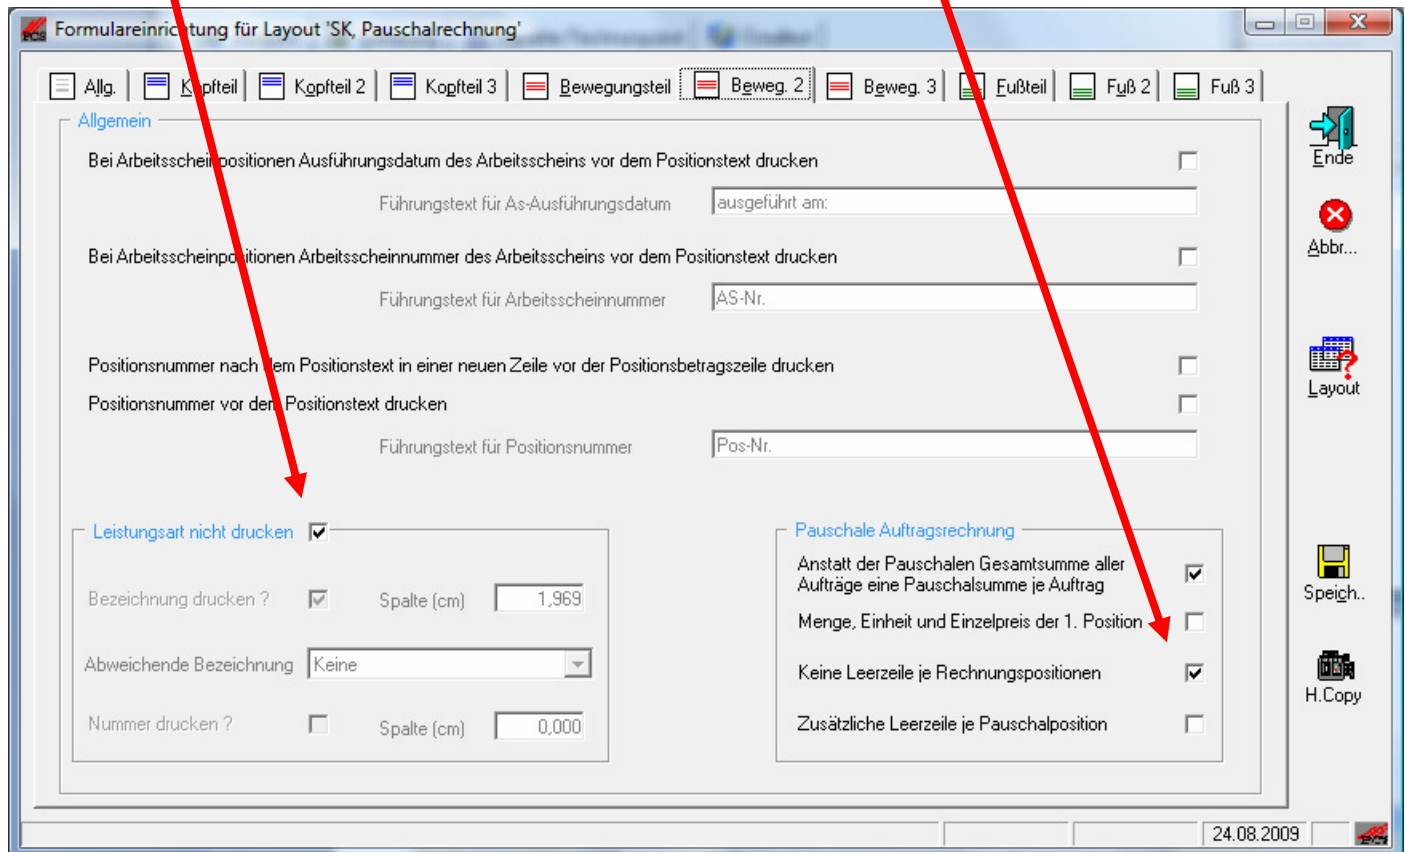 Formulareinrichtung für Layout 'SK, Pauschalrechnung'
Allg. Kopfteil Kopfteil 2 Kopfteil 3 Bewegungsteil Beweg. 2 Beweg. 3 Fußteil Fuß 2 Fuß 3
Allgemein
Bei Arbeitsscheinpositionen Ausführungsdatum des Arbeitsscheins vor dem Positionstext drucken
Führungstext für As-Ausführungsdatum ausgeführt am:
Bei Arbeitsscheinpositionen Arbeitsscheinnummer des Arbeitsscheins vor dem Positionstext drucken
Führungstext für Arbeitsscheinnummer AS-Nr.
Positionsnummer nach dem Positionstext in einer neuen Zeile vor der Positionsbetragszeile drucken
Positionsnummer vor dem Positionstext drucken
Führungstext für Positionsnummer Pos-Nr.
Leistungsart nicht drucken
Bezeichnung drucken ? Spalte (cm) 1,969
Abweichende Bezeichnung Keine
Nummer drucken ? Spalte (cm) 0,000
Pauschale Auftragsrechnung
Anstatt der Pauschalen Gesamtsumme aller
Aufträge eine Pauschalsumme je Auftrag
Menge, Einheit und Einzelpreis der 1. Position
Keine Leerzeile je Rechnungspositionen
Zusätzliche Leerzeile je Pauschalposition
Ende
Abbr...
Layout
Speich..
H.Copy
24.08.2009
PCS